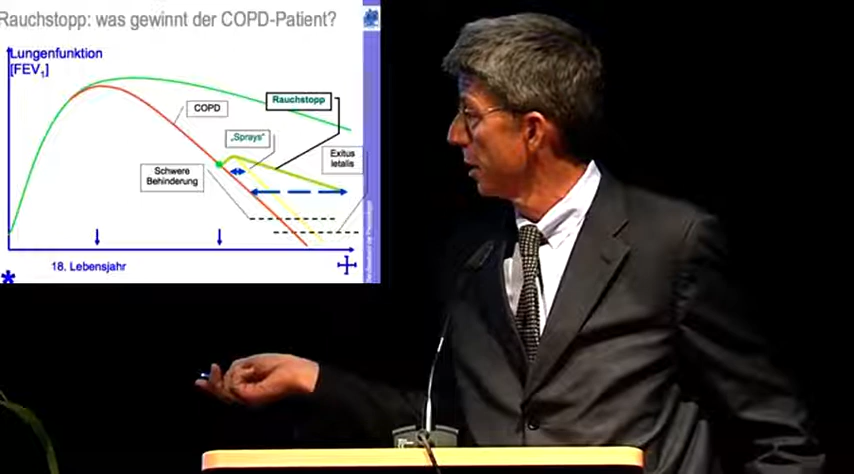 Rauchstopp: was gewinnt der COPD-Patient?
Lungenfunktion
[FEV1]
COPD
Rauchstopp
„Sprays“
Exitus
letalis
Schwere
Behinderung
18. Lebensjahr